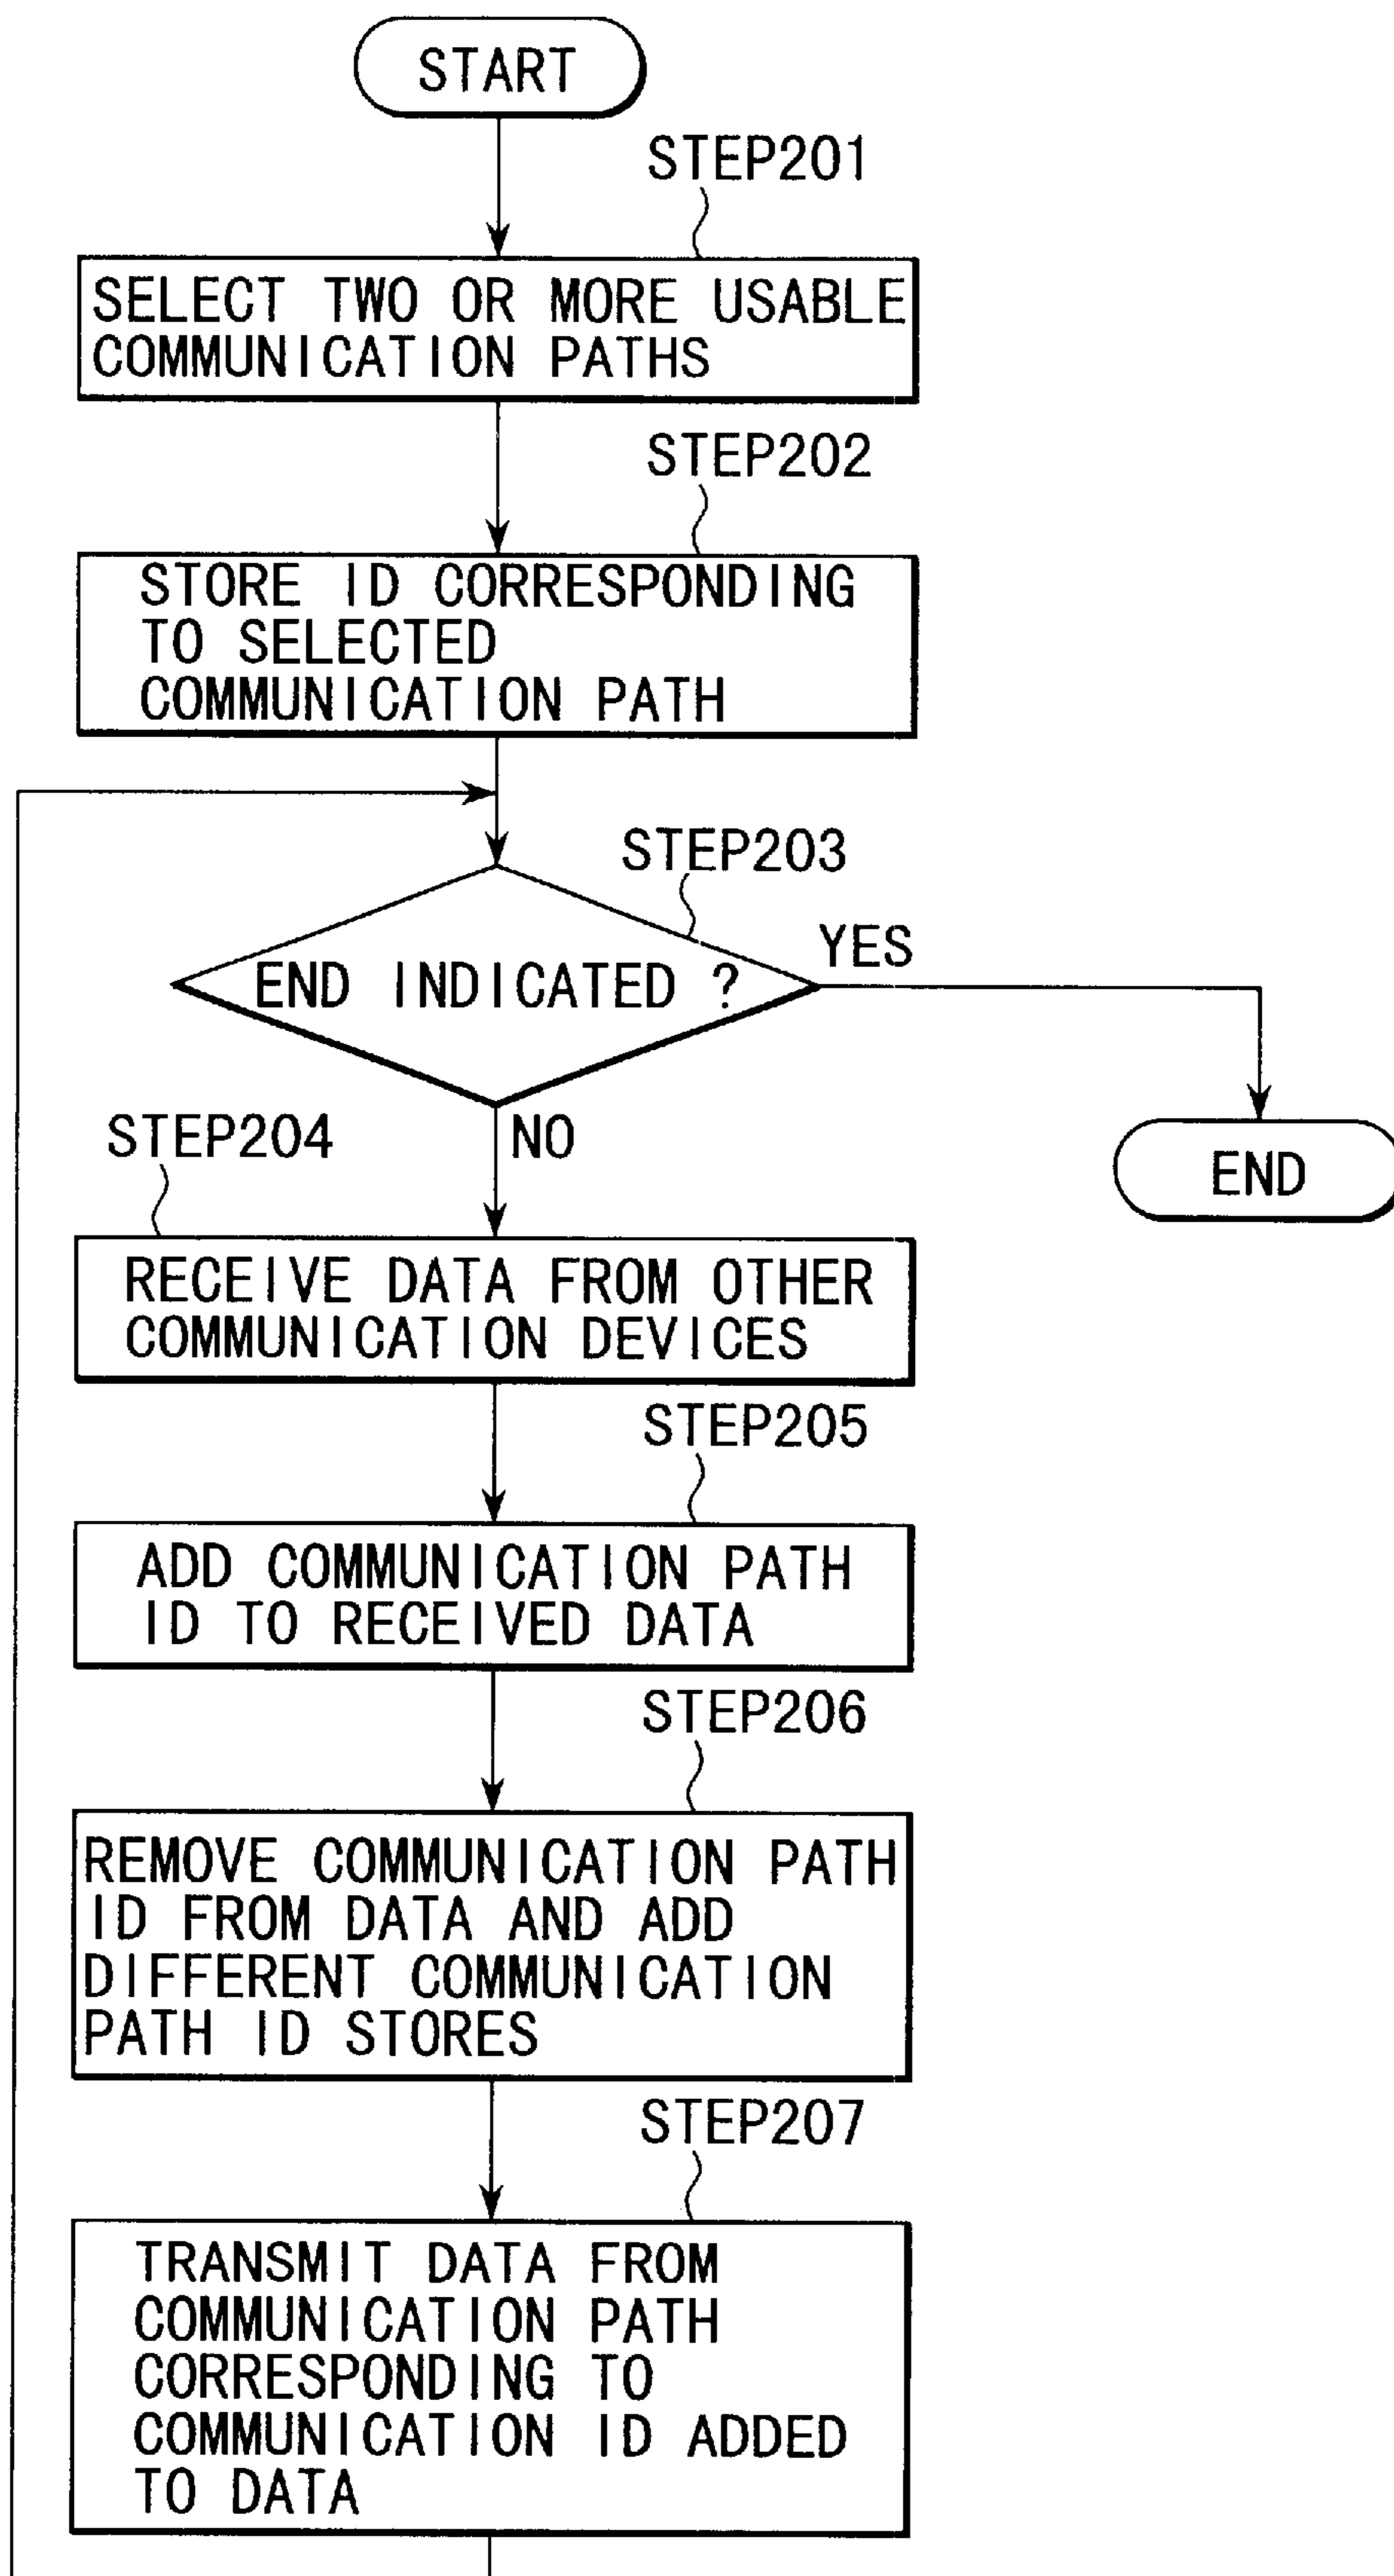 START
STEP201
SELECT TWO OR MORE USABLE
COMMUNICATION PATHS
STEP202
STORE ID CORRESPONDING
TO SELECTED
COMMUNICATION PATH
STEP203
END INDICATED ?
YES
NO
END
STEP204
RECEIVE DATA FROM OTHER
COMMUNICATION DEVICES
STEP205
ADD COMMUNICATION PATH
ID TO RECEIVED DATA
STEP206
REMOVE COMMUNICATION PATH
ID FROM DATA AND ADD
DIFFERENT COMMUNICATION
PATH ID STORES
STEP207
TRANSMIT DATA FROM
COMMUNICATION PATH
CORRESPONDING TO
COMMUNICATION ID ADDED
TO DATA